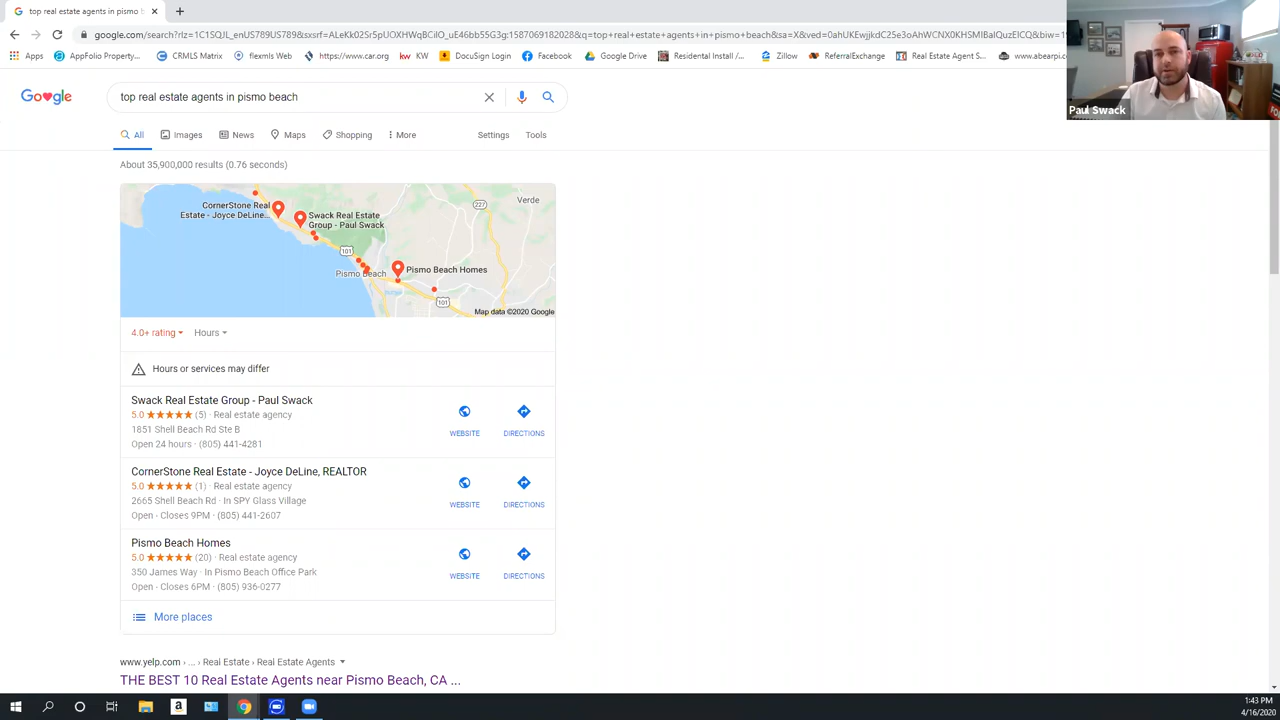 top real estate agents in pismo b
google.com/search?rlz=1C1SQJL_enUS789US789&sxsrf=
Apps
AppFolio Property...
CRMLS Matrix
flexmls Web
https://www.car.org
KW
DocuSign Login
Facebook
Google Drive
Residential Install /...
Zillow
ReferralExchange
Real Estate Agent S...
www.abearpi
Paul Swack
Google
top real estate agents in pismo beach
All
Images
News
Maps
Shopping
More
Settings
Tools
About 35,900,000 results (0.76 seconds)
Verde
227
CornerStone Real
Estate - Joyce DeLine...
Swack Real Estate
Group - Paul Swack
101
Pismo Beach
Pismo Beach Homes
101
Map data ©2020 Google
4.0+ rating
Hours
Hours or services may differ
Swack Real Estate Group - Paul Swack
5.0 ★★★★★ (5) · Real estate agency
1851 Shell Beach Rd Ste B
Open 24 hours · (805) 441-4281
WEBSITE
DIRECTIONS
CornerStone Real Estate - Joyce DeLine, REALTOR
5.0 ★★★★★ (1) · Real estate agency
2665 Shell Beach Rd · In SPY Glass Village
Open · Closes 9PM · (805) 441-2607
WEBSITE
DIRECTIONS
Pismo Beach Homes
5.0 ★★★★★ (20) · Real estate agency
350 James Way · In Pismo Beach Office Park
Open · Closes 6PM · (805) 936-0277
WEBSITE
DIRECTIONS
More places
www.yelp.com › ... › Real Estate › Real Estate Agents
THE BEST 10 Real Estate Agents near Pismo Beach, CA ...
1:43 PM
4/16/2020